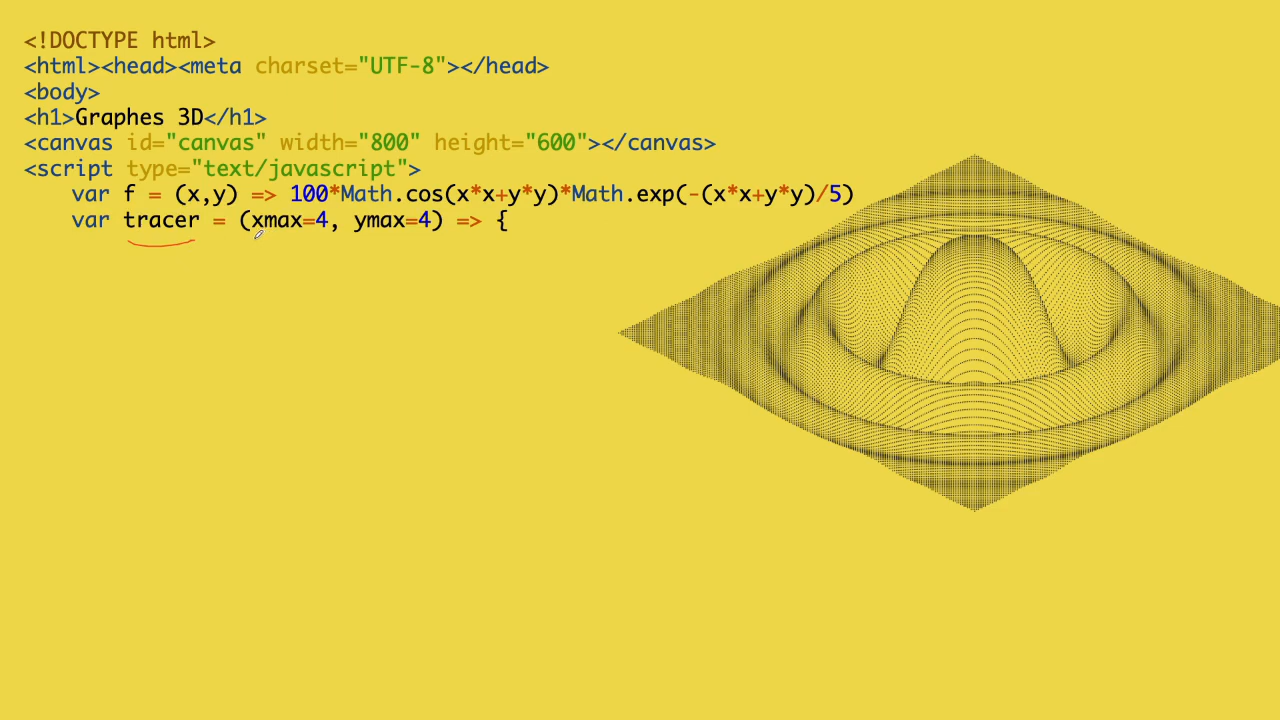 <!DOCTYPE html>
<html><head><meta charset="UTF-8"></head>
<body>
<h1>Graphes 3D</h1>
<canvas id="canvas" width="800" height="600"></canvas>
<script type="text/javascript">
var f = (x,y) => 100*Math.cos(x*x+y*y)*Math.exp(-(x*x+y*y)/5)
var tracer = (xmax=4, ymax=4) => {